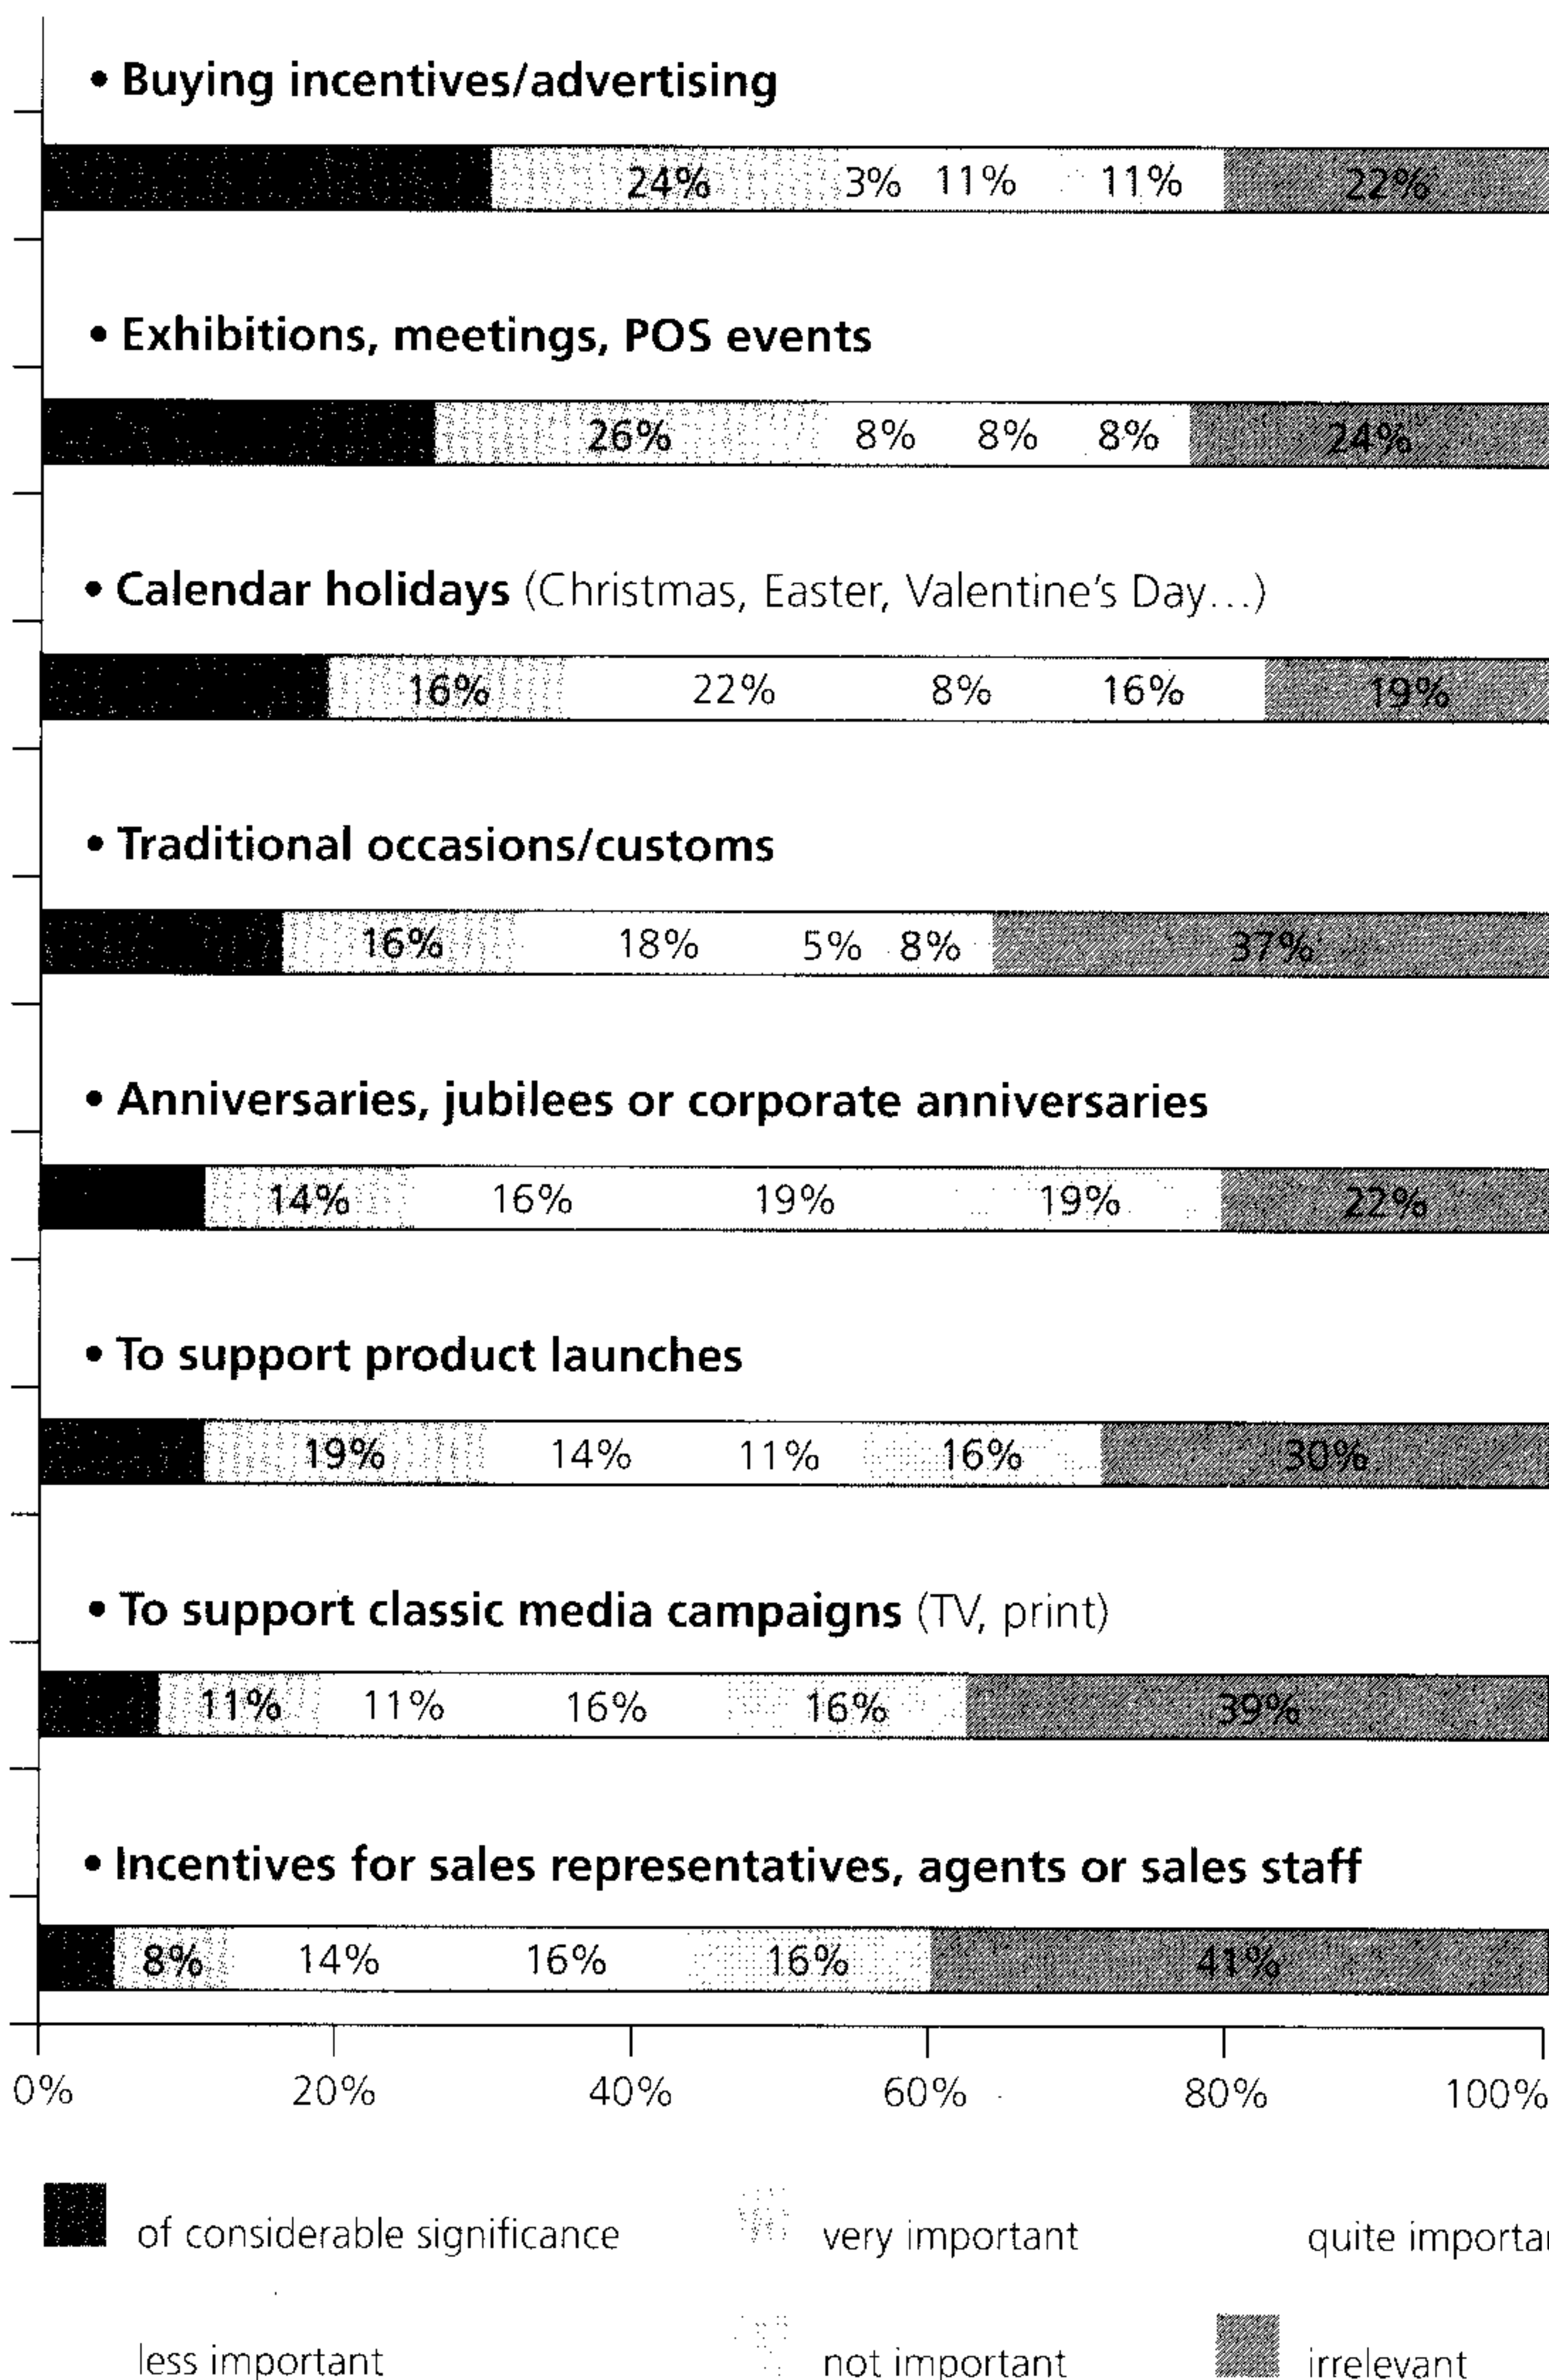 • Buying incentives/advertising
24% 3% 11% 11% 22%
• Exhibitions, meetings, POS events
26% 8% 8% 8% 24%
• Calendar holidays (Christmas, Easter, Valentine's Day...)
16% 22% 8% 16% 19%
• Traditional occasions/customs
16% 18% 5% 8% 37%
• Anniversaries, jubilees or corporate anniversaries
14% 16% 19% 19% 22%
• To support product launches
19% 14% 11% 16% 30%
• To support classic media campaigns (TV, print)
11% 11% 16% 16% 39%
• Incentives for sales representatives, agents or sales staff
8% 14% 16% 16% 41%
0% 20% 40% 60% 80% 100%
of considerable significance very important quite
less important not important irrelevant